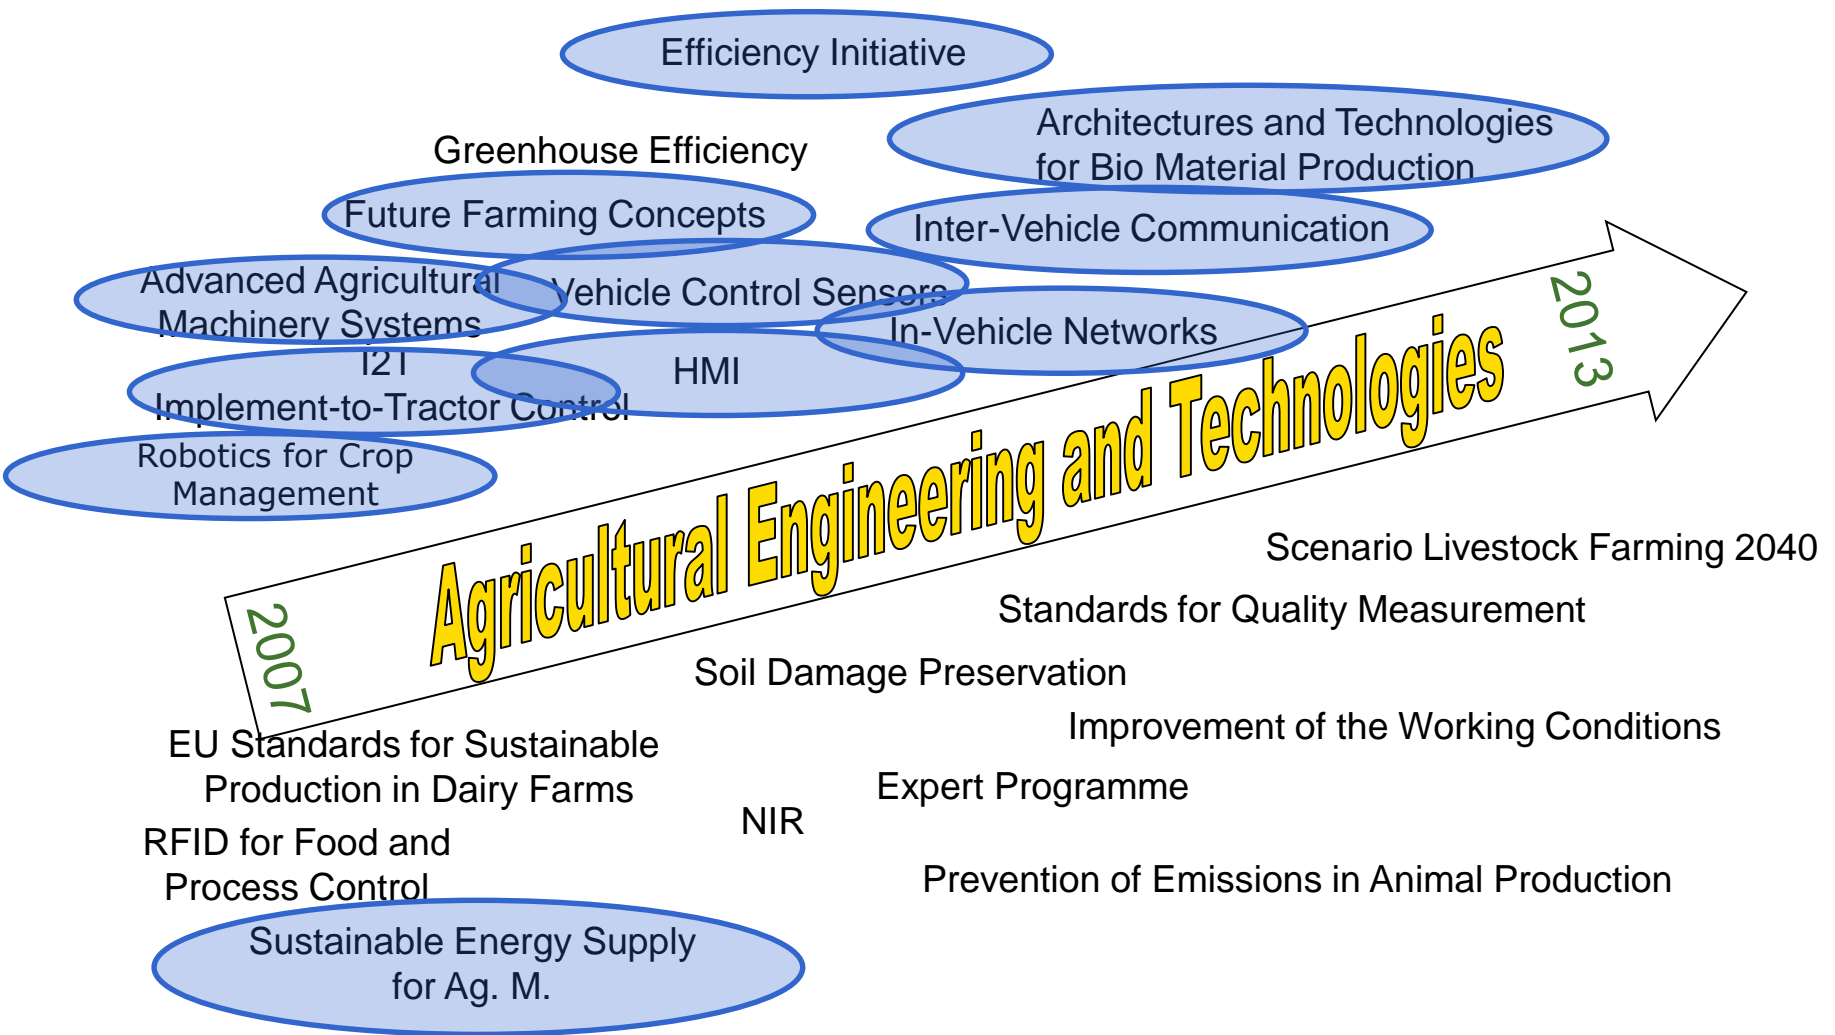 Efficiency Initiative
Architectures and Technologies
for Bio Material Production
Greenhouse Efficiency
Future Farming Concepts
Inter-Vehicle Communication
Advanced Agricultural
Machinery Systems
Vehicle Control Sensors
In-Vehicle Networks
I2T
Implement-to-Tractor Control
HMI
Robotics for Crop
Management
2013
Agricultural Engineering and Technologies
2007
Scenario Livestock Farming 2040
Standards for Quality Measurement
Soil Damage Preservation
Improvement of the Working Conditions
EU Standards for Sustainable
Production in Dairy Farms
Expert Programme
NIR
RFID for Food and
Process Control
Prevention of Emissions in Animal Production
Sustainable Energy Supply
for Ag. M.